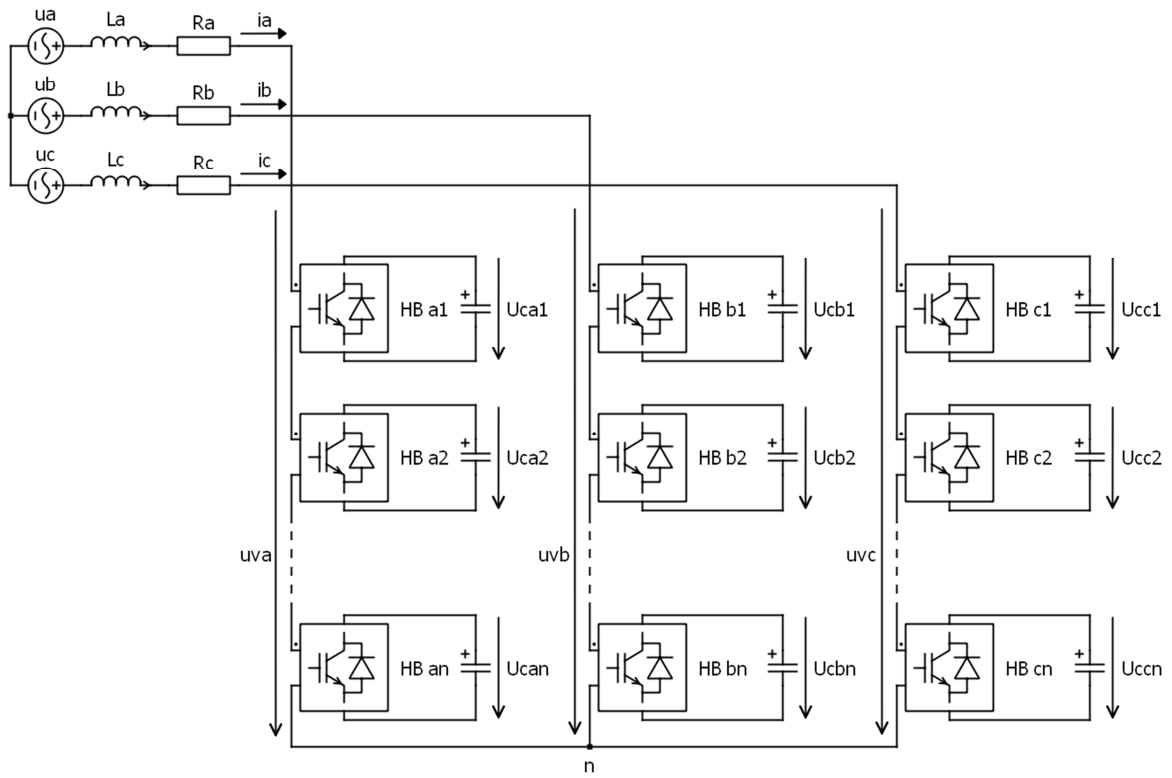 ua La Ra ia
ub Lb Rb ib
uc Lc Rc ic
HB a1 Uca1 HB b1 Ucb1 HB c1 Ucc1
HB a2 Uca2 HB b2 Ucb2 HB c2 Ucc2
uva uvb uvc
HB an Ucan HB bn Ucbn HB cn Uccn
n